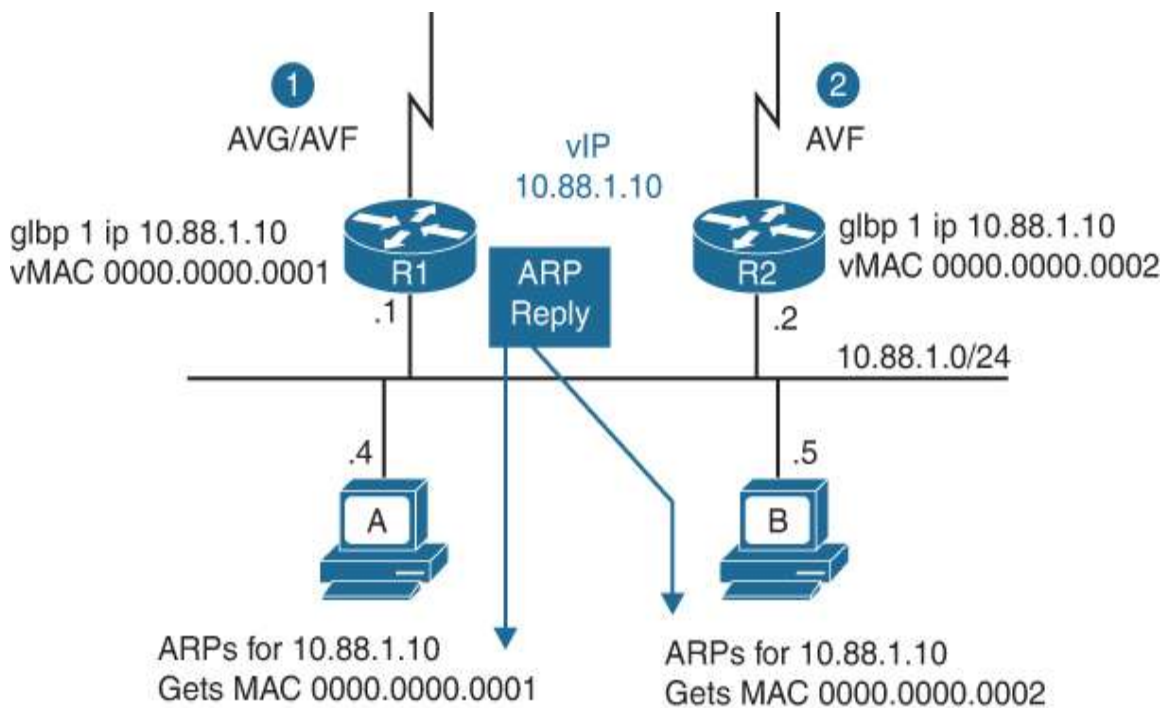 1
AVG/AVF
2
AVF
vIP
10.88.1.10
glbp 1 ip 10.88.1.10
vMAC 0000.0000.0001
R1
ARP
Reply
R2
glbp 1 ip 10.88.1.10
vMAC 0000.0000.0002
.1
.2
10.88.1.0/24
.4
.5
A
B
ARPs for 10.88.1.10
Gets MAC 0000.0000.0001
ARPs for 10.88.1.10
Gets MAC 0000.0000.0002